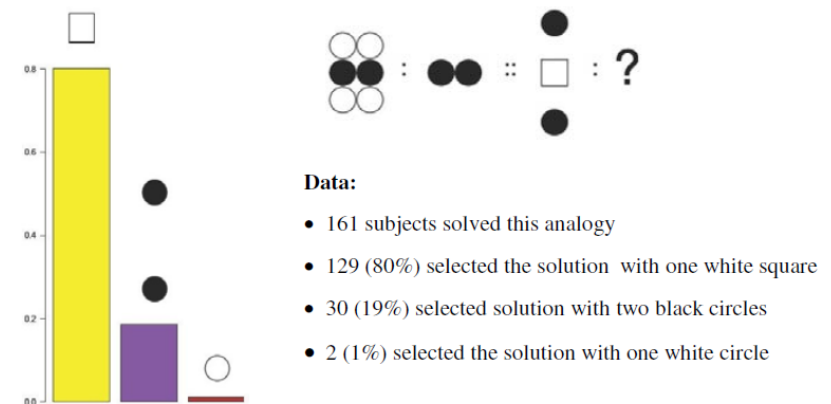 0.8
0.6
0.4
0.2
0.0
: :: : ?
Data:
• 161 subjects solved this analogy
• 129 (80%) selected the solution with one white square
• 30 (19%) selected solution with two black circles
• 2 (1%) selected the solution with one white circle